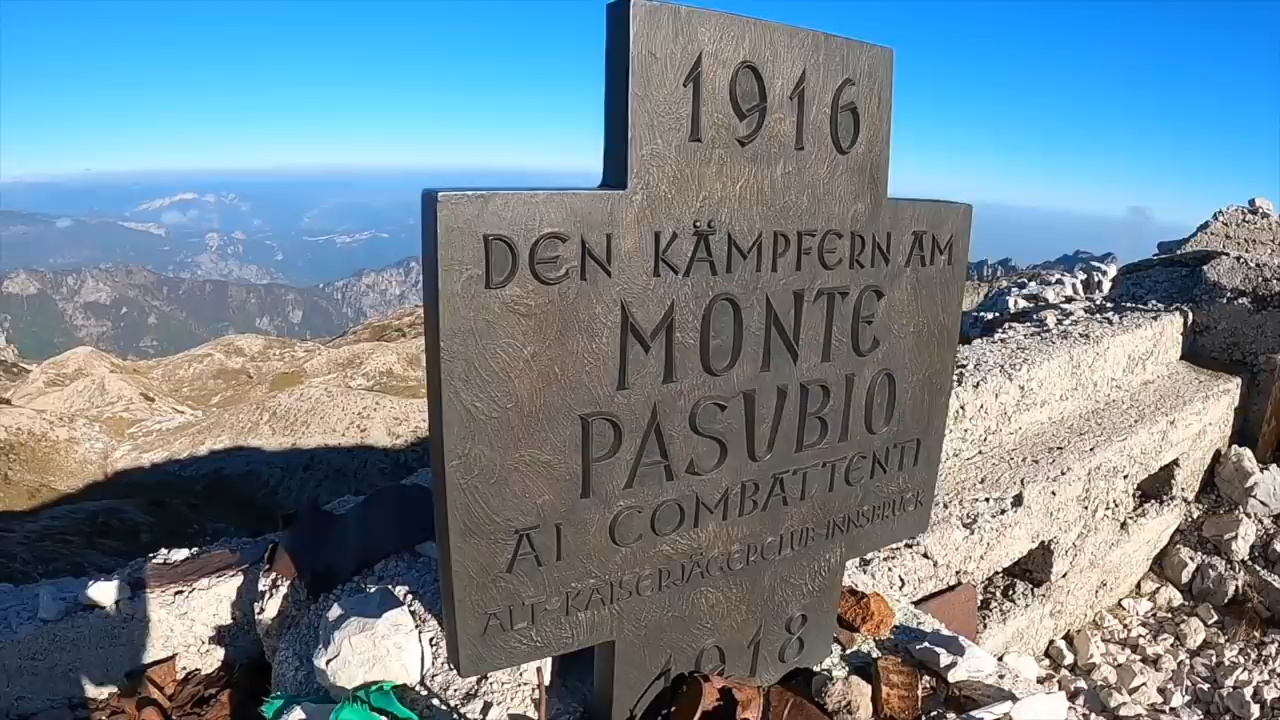 1916
DEN KÄMPFERN AM
MONTE
PASUBIO
AI COMBATTENTI
ALT-KAISERJÄGERCLUB-INNSBRUCK
1918